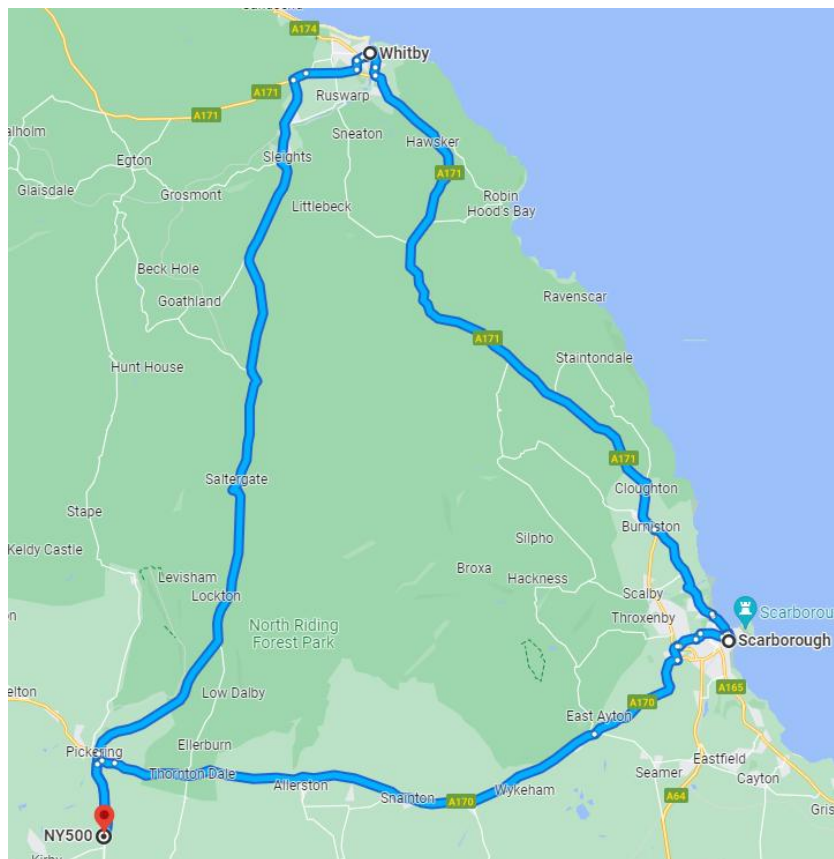 A174
Whitby
A171
Ruswarp
A171
Sneaton
Hawsker
Egton
Sleights
A171
Glaisdale
Grosmont
Robin
Hood's Bay
Littlebeck
Beck Hole
Goathland
Ravenscar
A171
Staintondale
Hunt House
A171
Saltergate
Cloughton
Stape
Burniston
Silpho
Keldy Castle
Broxa
Levisham
Hackness
Lockton
Scalby
Scarborou
Throxenby
North Riding
Forest Park
Scarborough
Low Dalby
A165
A170
East Ayton
Pickering
Ellerburn
Thornton Dale
Eastfield
Seamer
Cayton
Allerston
Wykeham
Snainton
A170
A64
Gris
NY500
Kirby